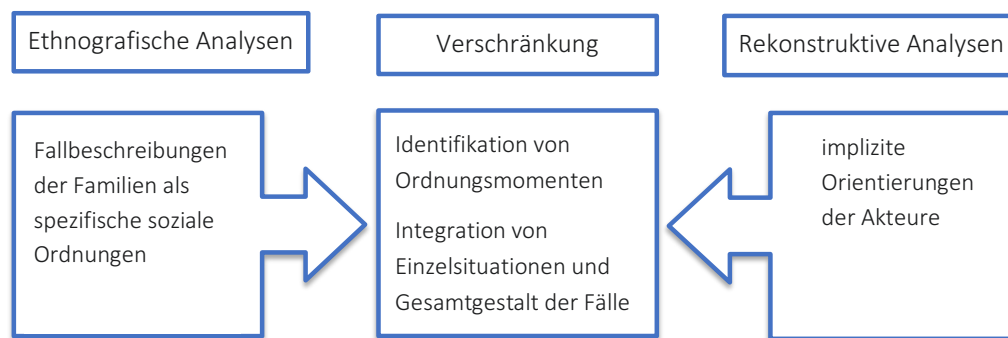 Ethnografische Analysen
Verschränkung
Rekonstruktive Analysen
Fallbeschreibungen
der Familien als
spezifische soziale
Ordnungen
Identifikation von
Ordnungsmomenten
Integration von
Einzelsituationen und
Gesamtgestalt der Fälle
implizite
Orientierungen
der Akteure